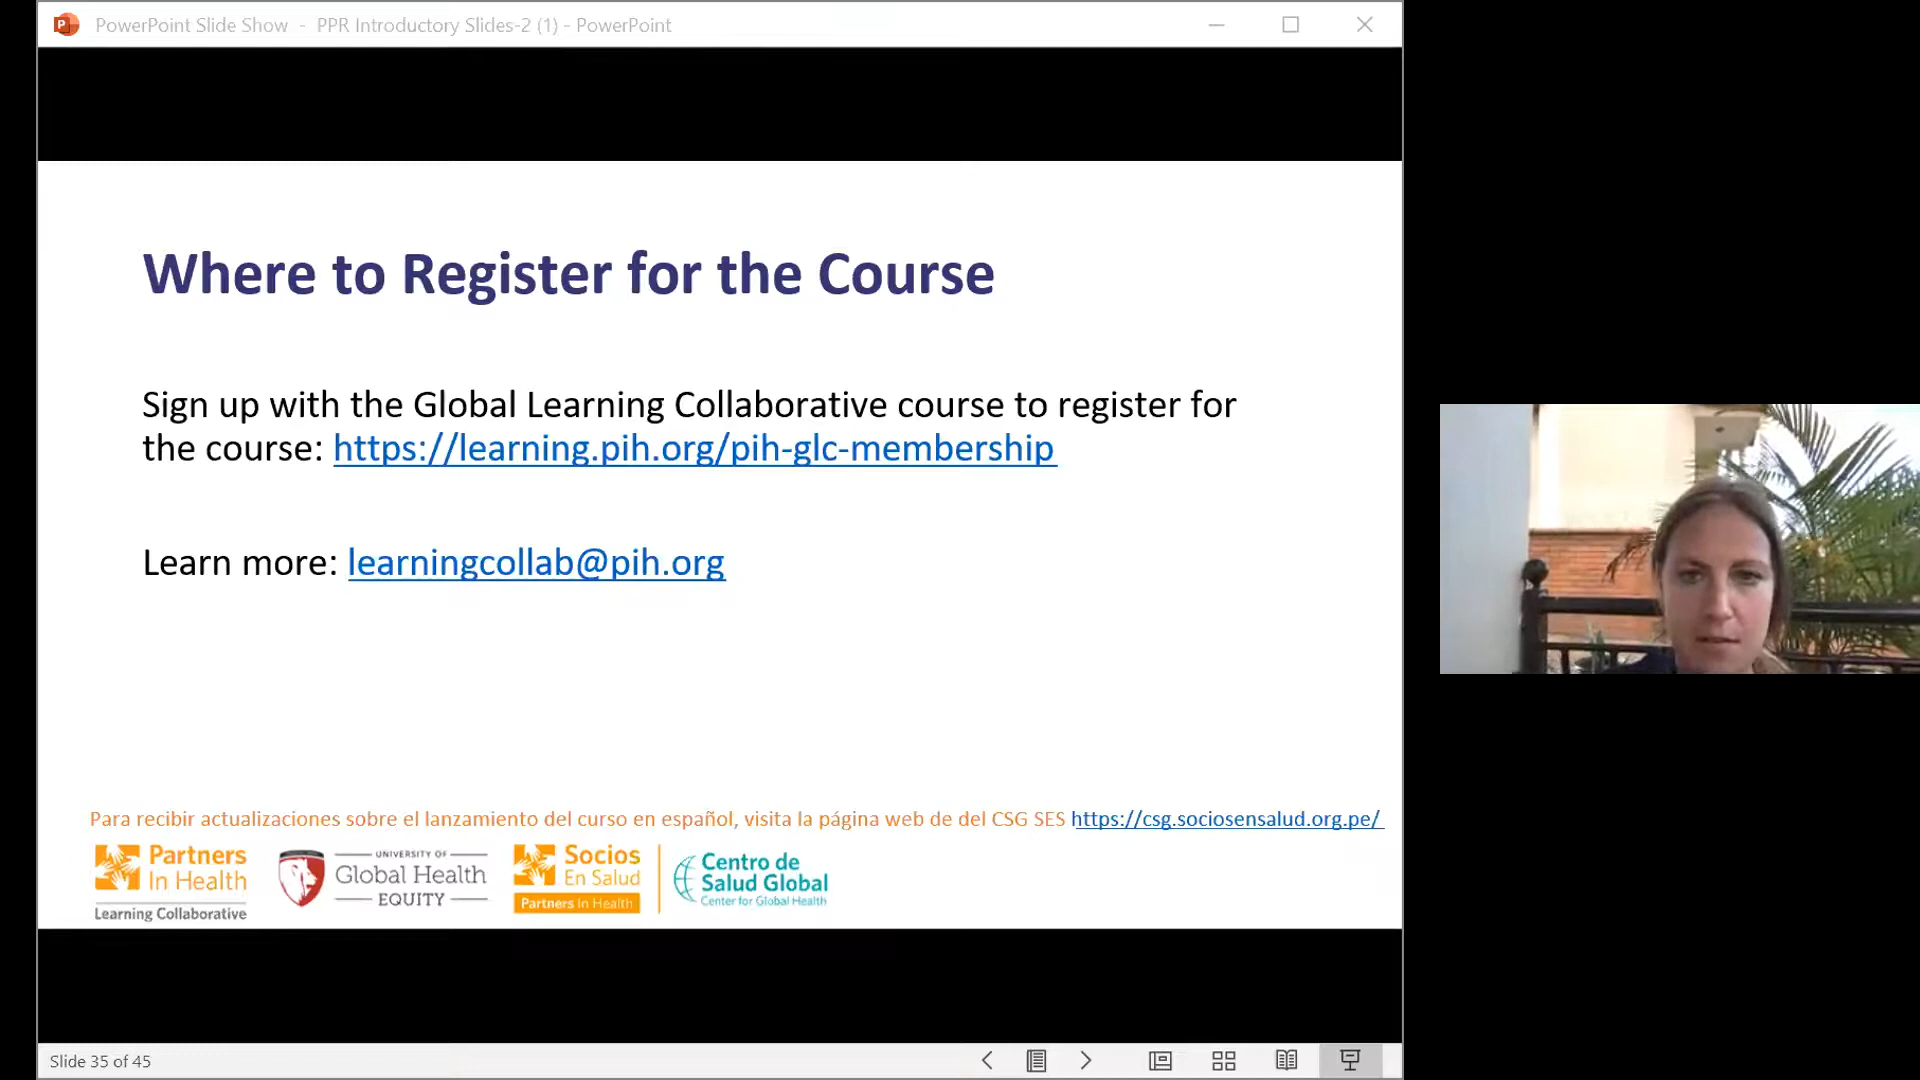 PowerPoint Slide Show - PPR Introductory Slides-2 (1) - PowerPoint
Where to Register for the Course
Sign up with the Global Learning Collaborative course to register for
the course: https://learning.pih.org/pih-glc-membership
Learn more: learningcollab@pih.org
Para recibir actualizaciones sobre el lanzamiento del curso en español, visita la página web de del CSG SES https://csg.sociosensalud.org.pe/
Partners
In Health
Learning Collaborative
UNIVERSITY OF
Global Health
EQUITY
Socios
En Salud
Partners In Health
Centro de
Salud Global
Center for Global Health
Slide 35 of 45